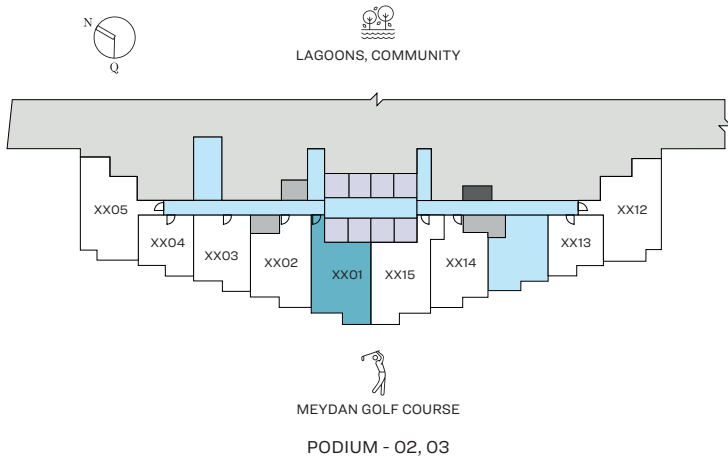 N
Q
LAGOONS, COMMUNITY
XX05
XX12
XX04
XX03
XX02
XX01
XX15
XX14
XX13
MEYDAN GOLF COURSE
PODIUM - 02, 03